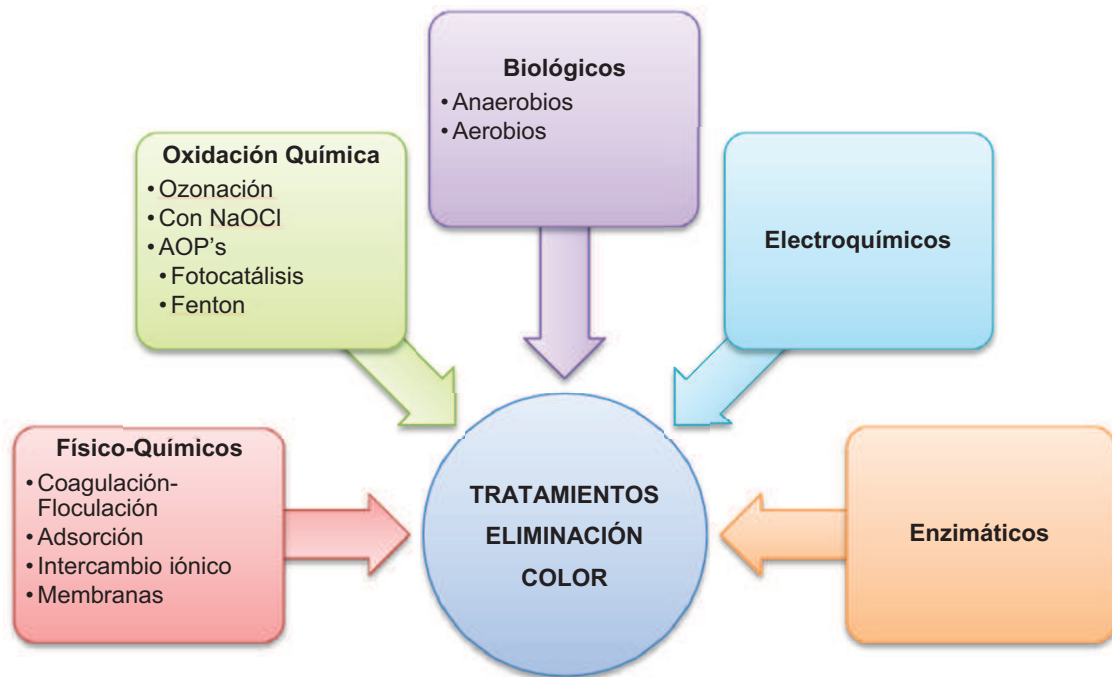 Biológicos
• Anaerobios
• Aerobios
Oxidación Química
• Ozonación
• Con NaOCl
• AOP’s
• Fotocatálisis
• Fenton
Electroquímicos
Físico-Químicos
• Coagulación-
Floculación
• Adsorción
• Intercambio iónico
• Membranas
TRATAMIENTOS
ELIMINACIÓN
COLOR
Enzimáticos